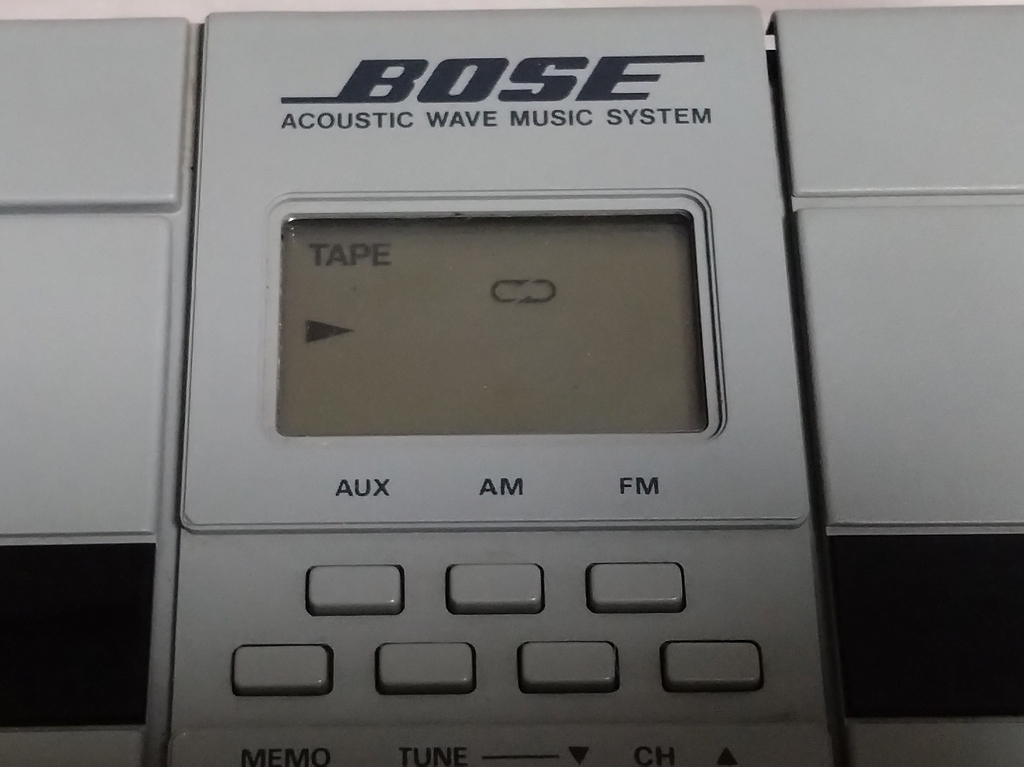 BOSE
ACOUSTIC WAVE MUSIC SYSTEM
TAPE
AUX AM FM
MEMO TUNE ▼ CH ▲